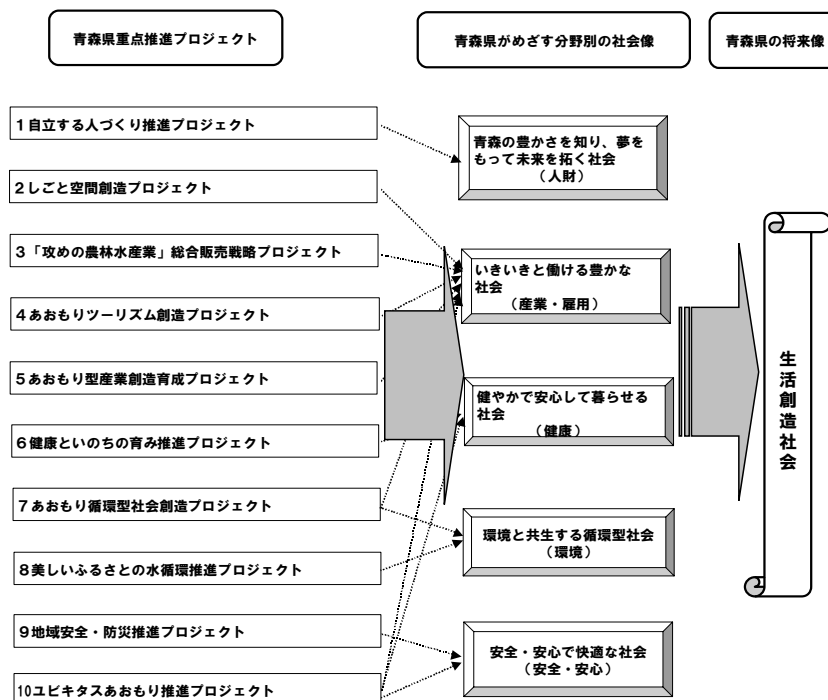 青森県重点推進プロジェクト
青森県がめざす分野別の社会像
青森県の将来像
1自立する人づくり推進プロジェクト
2しごと空間創造プロジェクト
3「攻めの農林水産業」総合販売戦略プロジェクト
4あおもりツーリズム創造プロジェクト
5あおもり型産業創造育成プロジェクト
6健康といのちの育み推進プロジェクト
7あおもり循環型社会創造プロジェクト
8美しいふるさとの水循環推進プロジェクト
9地域安全・防災推進プロジェクト
10ユビキタスあおもり推進プロジェクト
青森の豊かさを知り、夢を
もって未来を拓く社会
（人財）
いきいきと働ける豊かな
社会
（産業・雇用）
健やかで安心して暮らせる
社会
（健康）
環境と共生する循環型社会
（環境）
安全・安心で快適な社会
（安全・安心）
生活創造社会